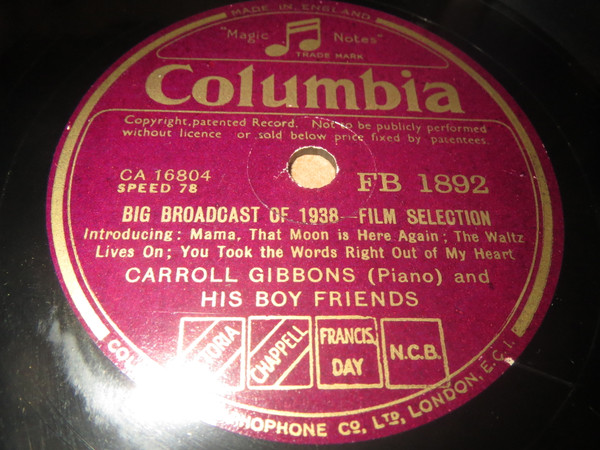 MADE IN ENGLAND
"Magic Notes"
TRADE MARK
Columbia
Copyright, patented Record. Not to be publicly performed
without licence or sold below price fixed by patentees.
CA 16804
SPEED 78
FB 1892
BIG BROADCAST OF 1938—FILM SELECTION
Introducing: Mama, That Moon is Here Again; The Waltz
Lives On; You Took the Words Right Out of My Heart
CARROLL GIBBONS (Piano) and
HIS BOY FRIENDS
CHAPPELL
FRANCIS, DAY
N.C.B.
CO., LTD, LONDON, E.C.1.